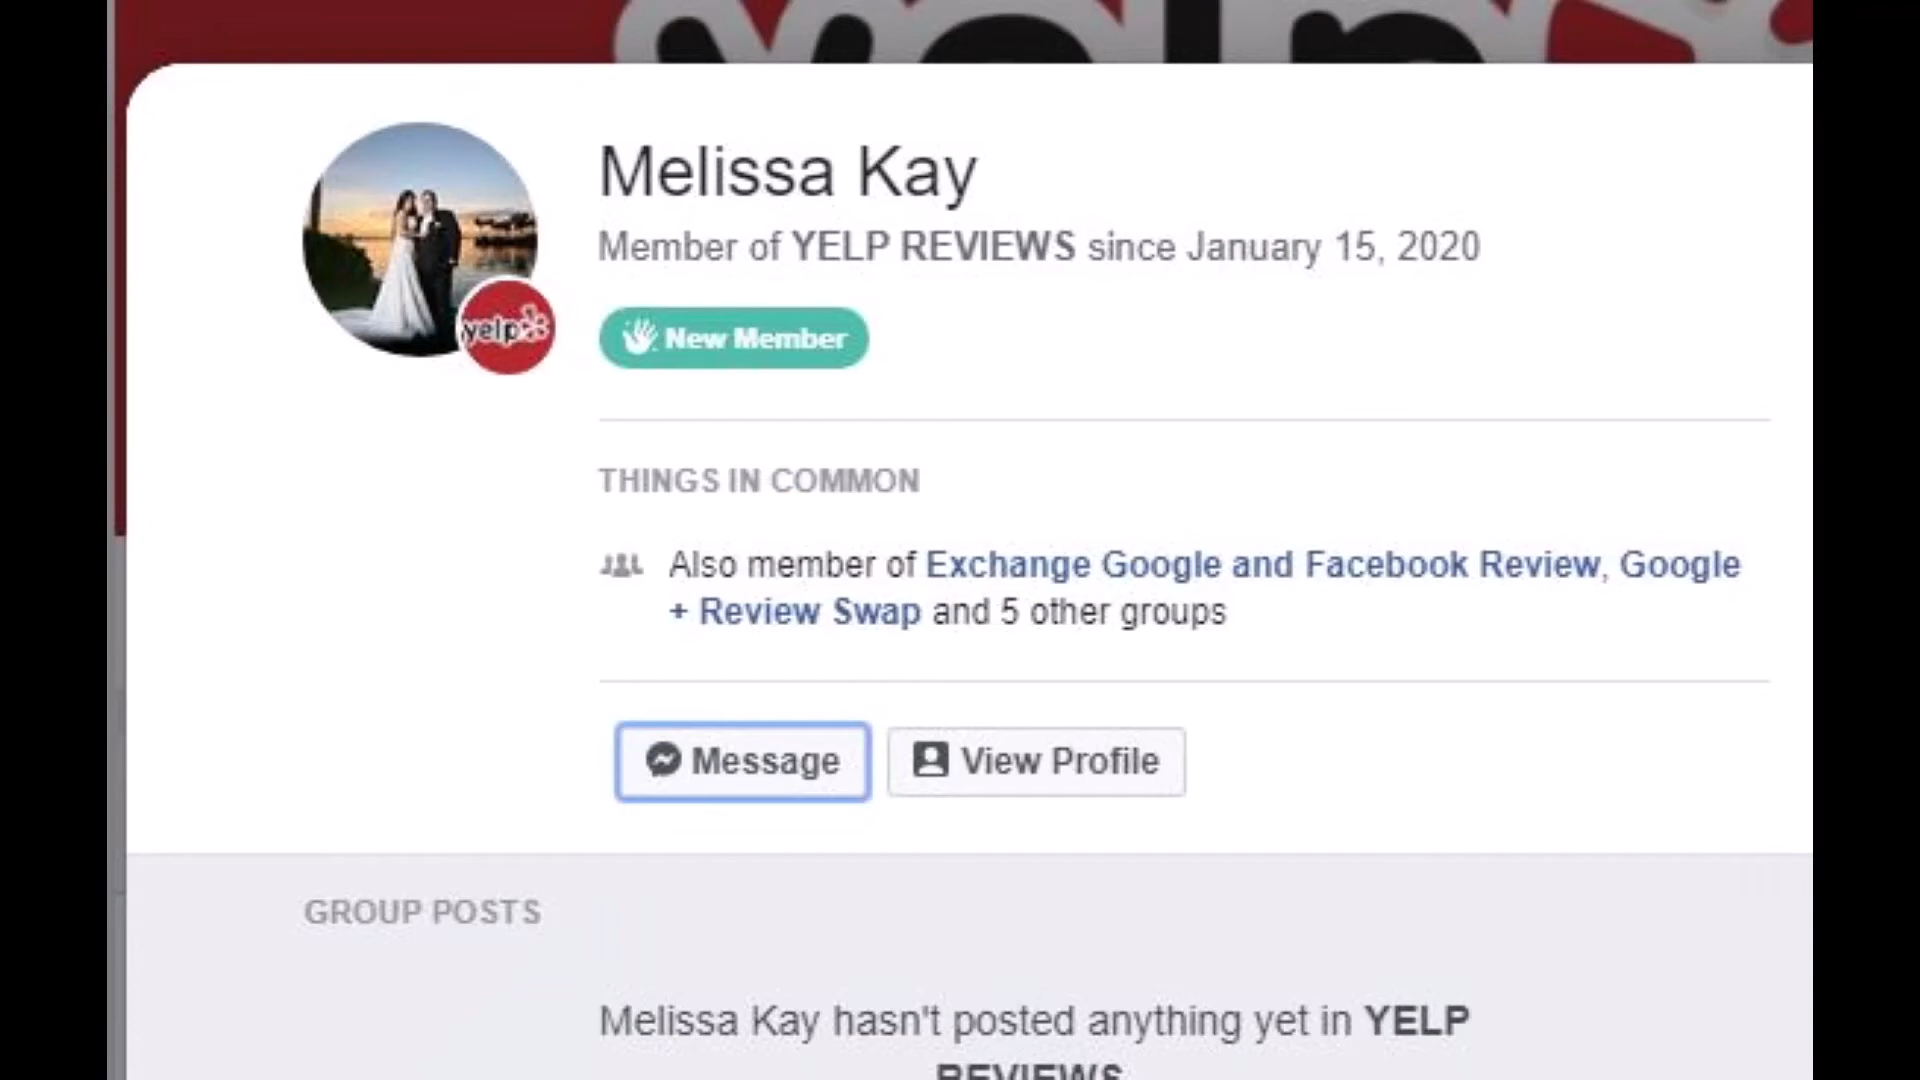 Melissa Kay
Member of YELP REVIEWS since January 15, 2020
yelp
New Member
THINGS IN COMMON
Also member of Exchange Google and Facebook Review, Google
+ Review Swap and 5 other groups
Message
View Profile
GROUP POSTS
Melissa Kay hasn't posted anything yet in YELP
REVIEWS